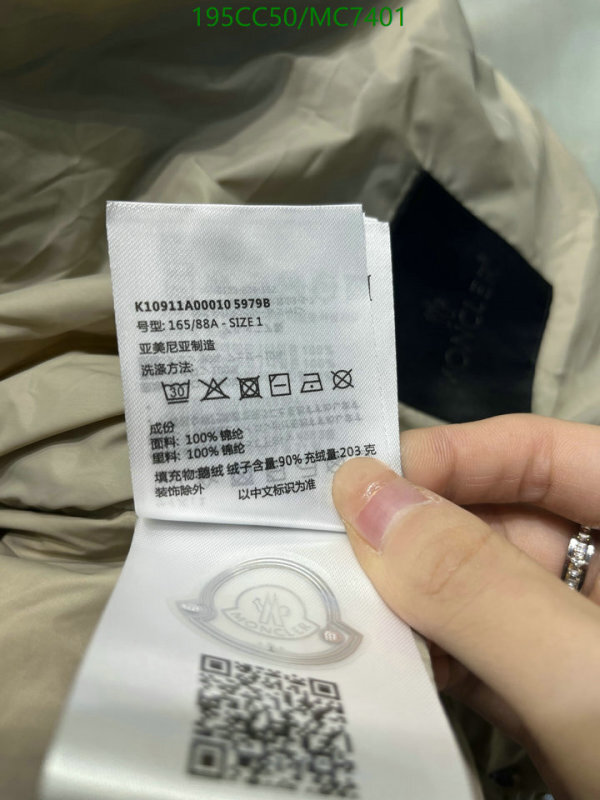 195CC50/MC7401
K10911A00010 5979B
号型: 165/88A - SIZE 1
亚美尼亚制造
洗涤方法:
30
成份
面料: 100% 锦纶
里料: 100% 锦纶
填充物:鹅绒 绒子含量:90% 充绒量:203 克
装饰除外 以中文标识为准
MONCLER
MONCLER